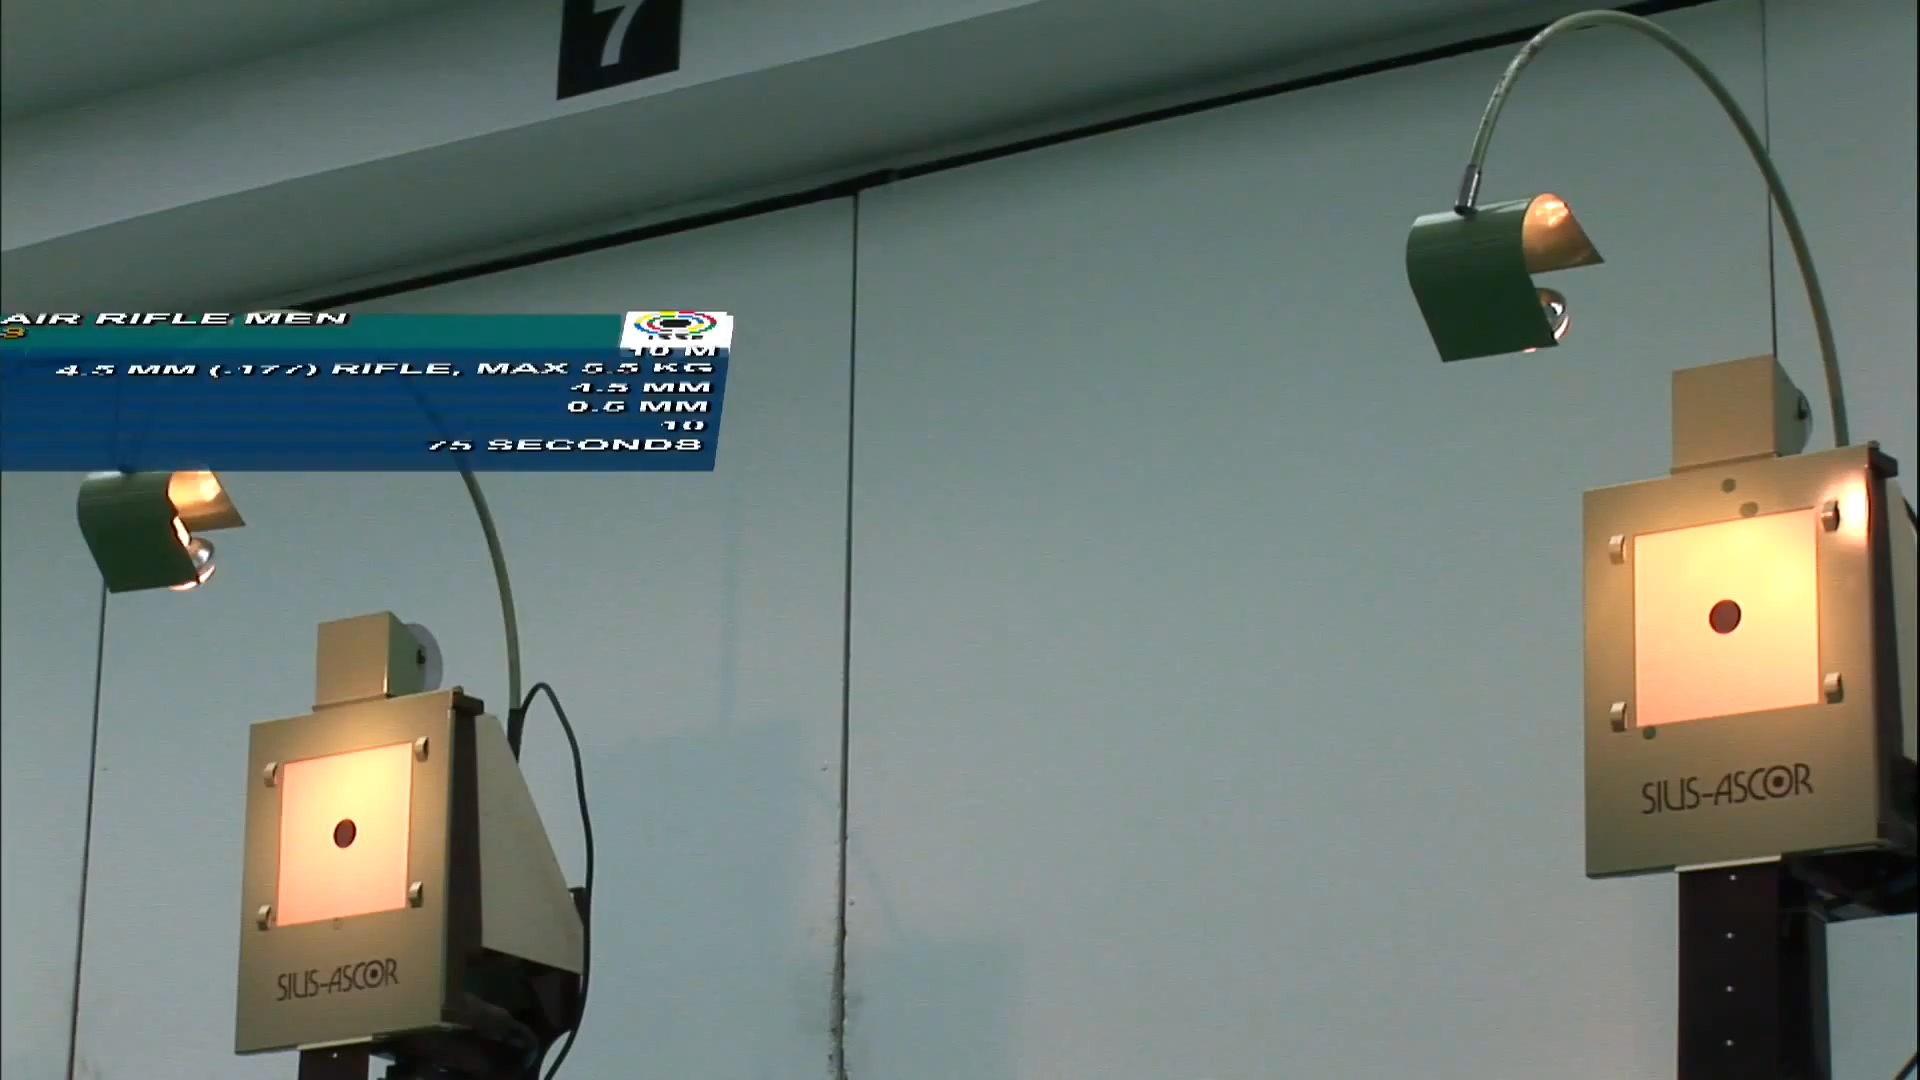 7
AIR RIFLE MEN
10 M
4.5 MM (.177) RIFLE, MAX 5.5 KG
4.5 MM
0.5 MM
10
75 SECONDS
SIUS-ASCOR
SIUS-ASCOR